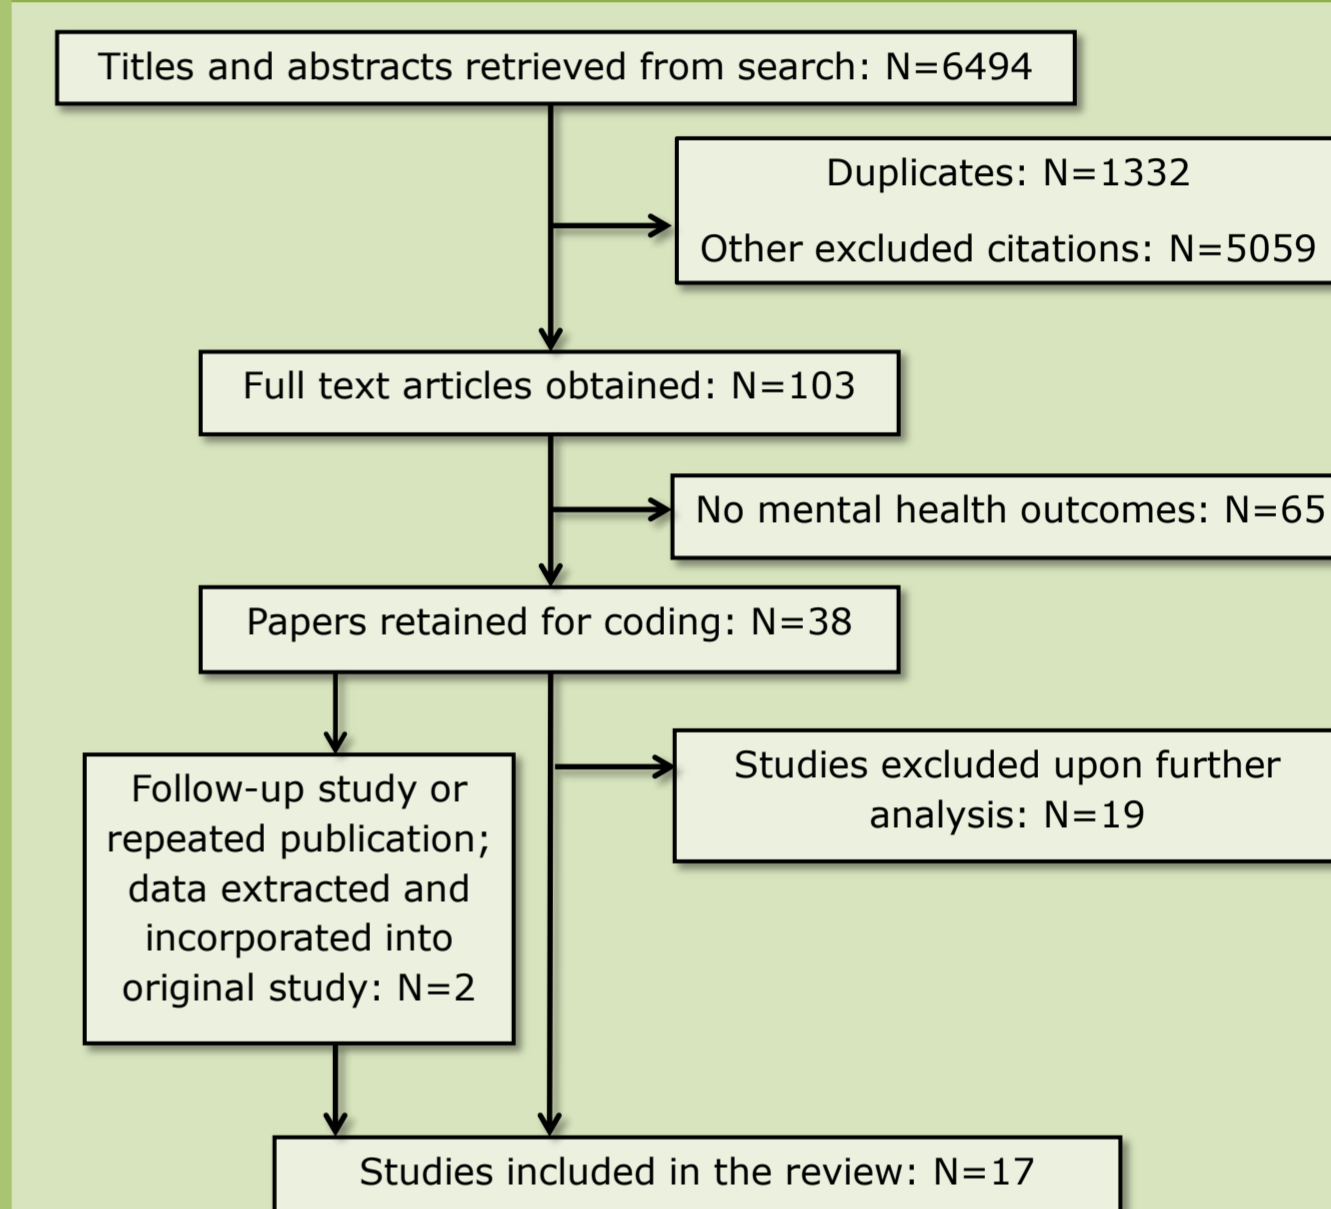 Titles and abstracts retrieved from search: N=6494
Duplicates: N=1332
Other excluded citations: N=5059
Full text articles obtained: N=103
No mental health outcomes: N=65
Papers retained for coding: N=38
Studies excluded upon further
analysis: N=19
Follow-up study or
repeated publication;
data extracted and
incorporated into
original study: N=2
Studies included in the review: N=17